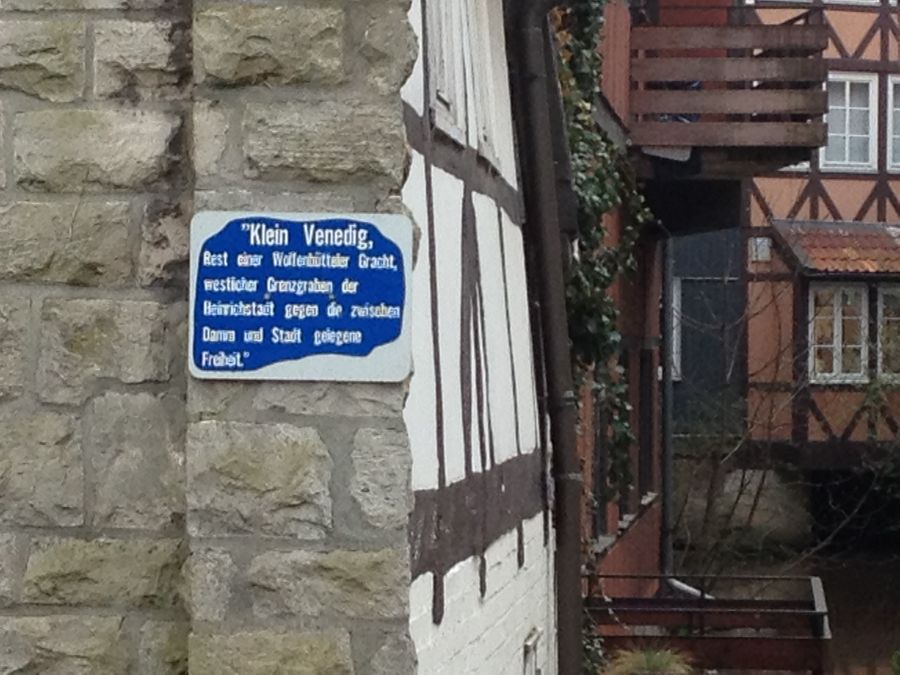 "Klein Venedig,
Rest einer Wolfenbütteler Gracht,
westlicher Grenzgraben der
Heinrichstadt gegen die zwischen
Damm und Stadt gelegene
Freiheit."